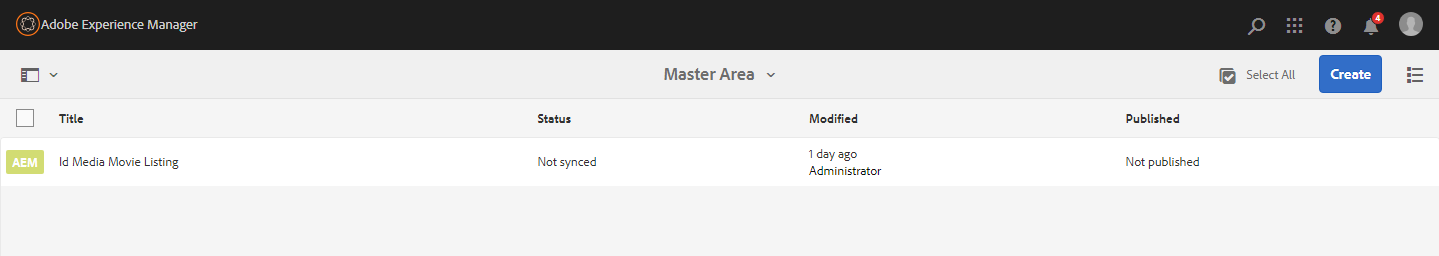 Adobe Experience Manager
4
Master Area
Select All
Create
Title Status Modified Published
AEM Id Media Movie Listing Not synced 1 day ago Not published
Administrator